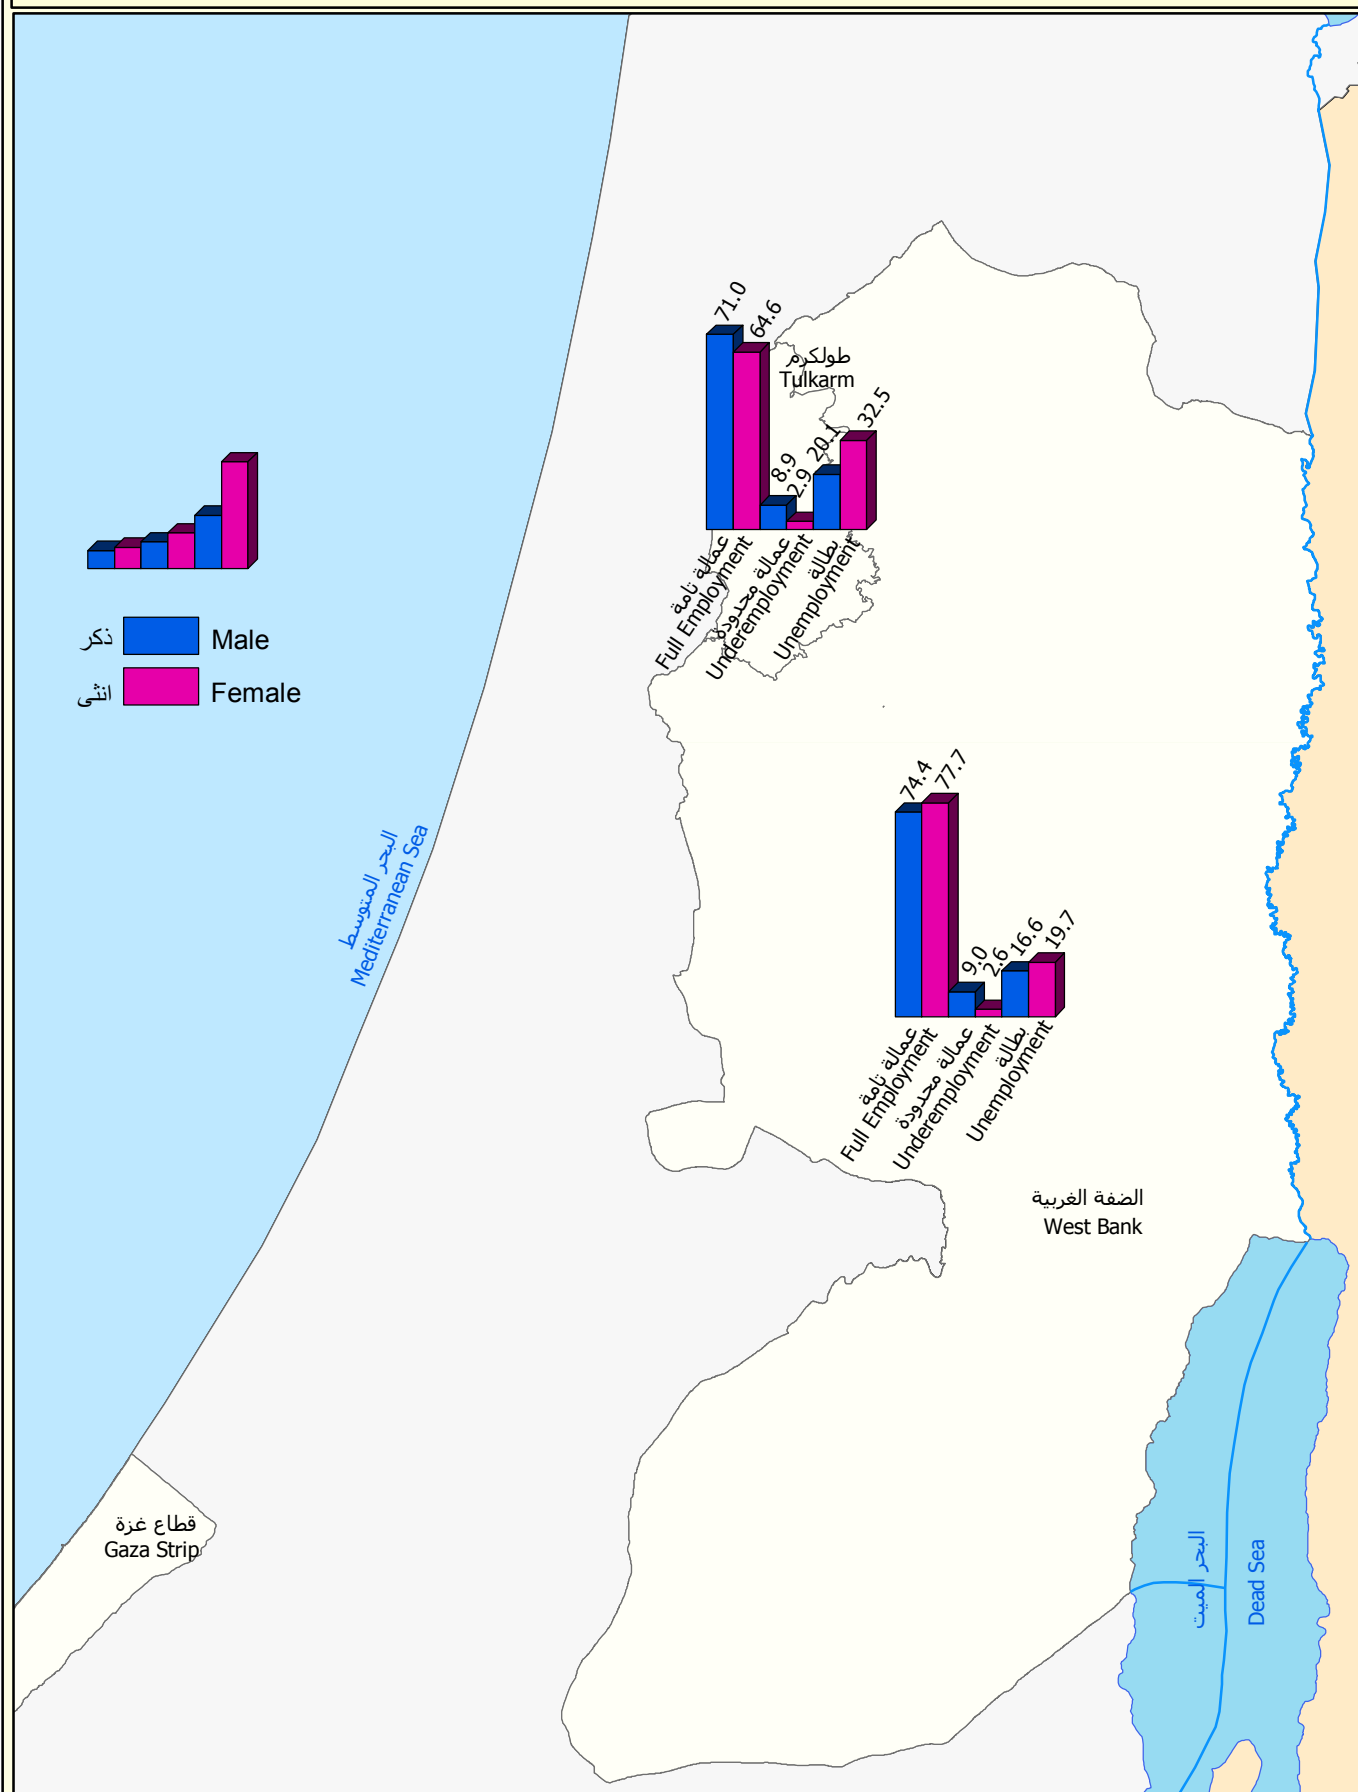 71.0
64.6
طولكرم
Tulkarm
8.9
2.9
20.1
32.5
عمالة تامة
Full Employment
عمالة محدودة
Underemployment
بطالة
Unemployment
ذكر
Male
انثى
Female
74.4
77.7
9.0
2.6
16.6
19.7
عمالة تامة
Full Employment
عمالة محدودة
Underemployment
بطالة
Unemployment
البحر المتوسط
Mediterranean Sea
الضفة الغربية
West Bank
قطاع غزة
Gaza Strip
البحر الميت
Dead Sea